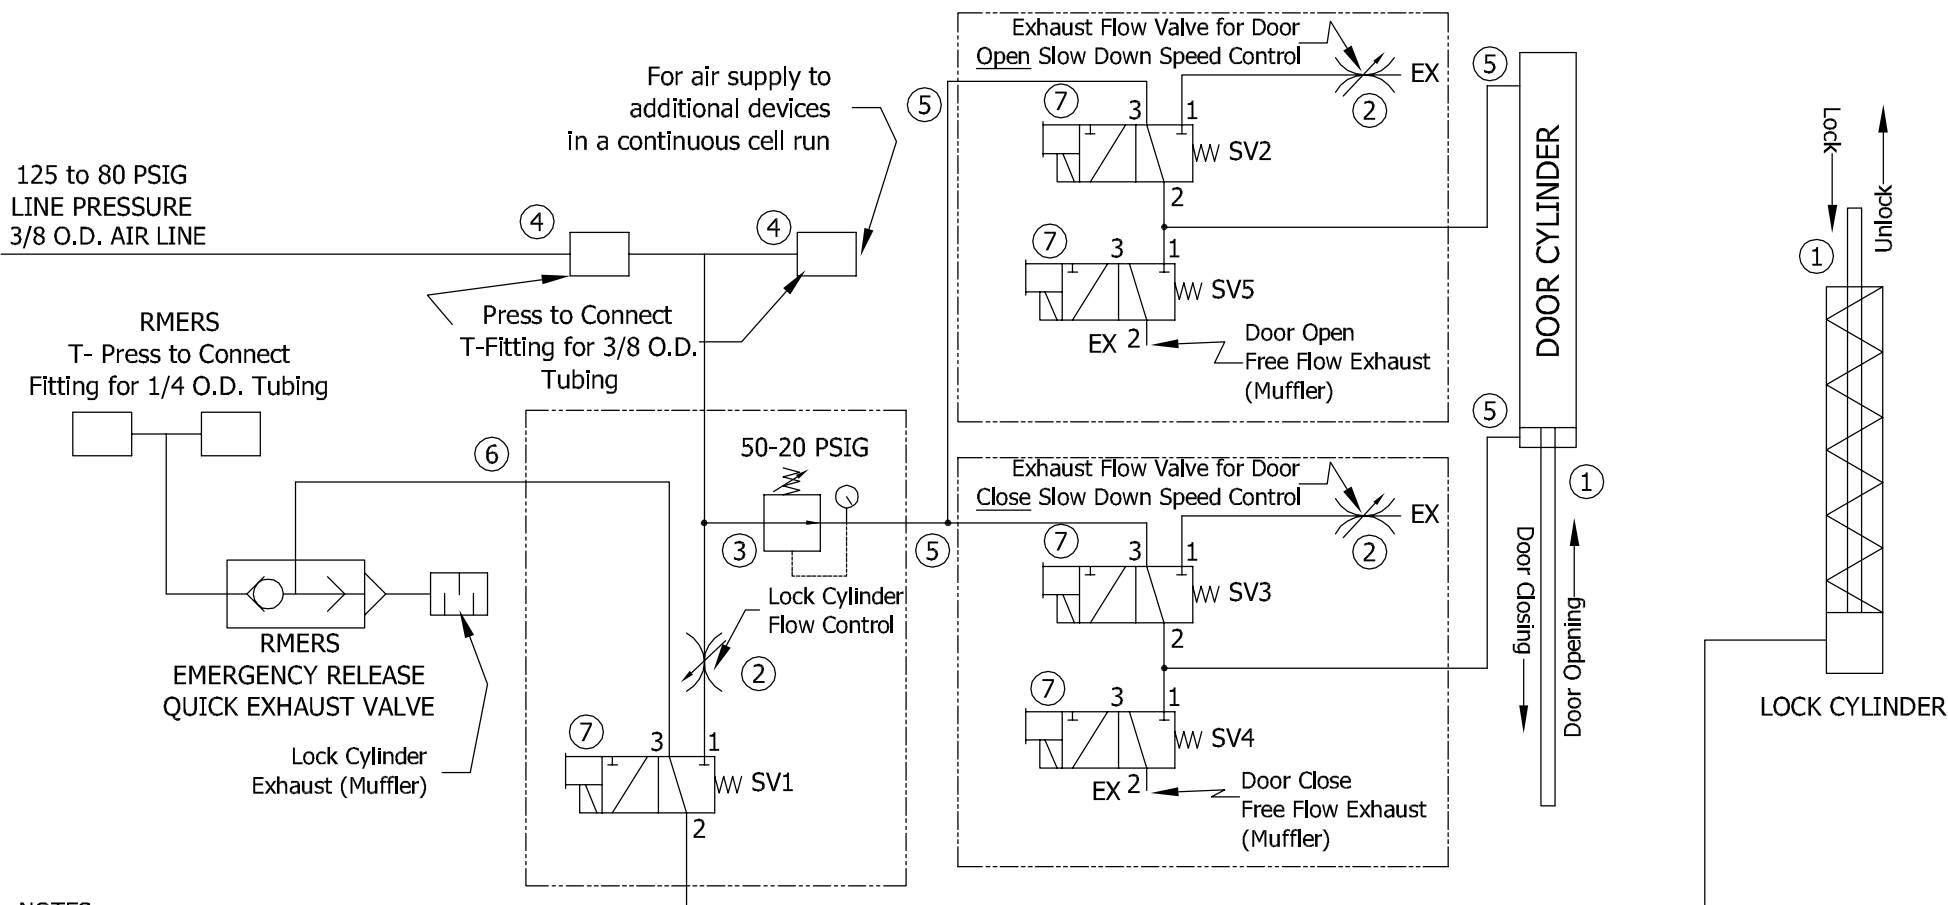 Exhaust Flow Valve for Door
Open Slow Down Speed Control
EX
2
5
7
3
1
SV2
2
For air supply to
additional devices
in a continuous cell run
5
125 to 80 PSIG
LINE PRESSURE
3/8 O.D. AIR LINE
4
4
Press to Connect
T-Fitting for 3/8 O.D.
Tubing
7
3
1
SV5
EX
2
Door Open
Free Flow Exhaust
(Muffler)
DOOR CYLINDER
5
1
Door Closing
Door Opening
Lock
Unlock
1
LOCK CYLINDER
RMERS
T- Press to Connect
Fitting for 1/4 O.D. Tubing
6
50-20 PSIG
3
5
Lock Cylinder
Flow Control
2
RMERS
EMERGENCY RELEASE
QUICK EXHAUST VALVE
Lock Cylinder
Exhaust (Muffler)
7
3
1
SV1
2
Exhaust Flow Valve for Door
Close Slow Down Speed Control
EX
2
7
3
1
SV3
2
7
3
1
SV4
EX
2
Door Close
Free Flow Exhaust
(Muffler)